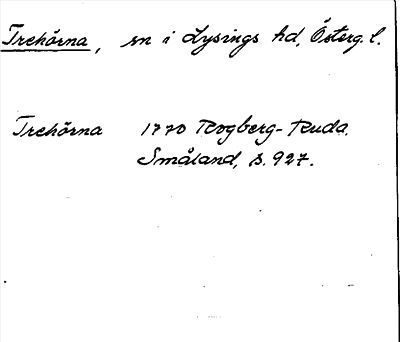 Trehörna, sn i Lysings hd, Österg. l.
Trehörna 1770 Rogberg-Ruda,
Småland, s. 927.